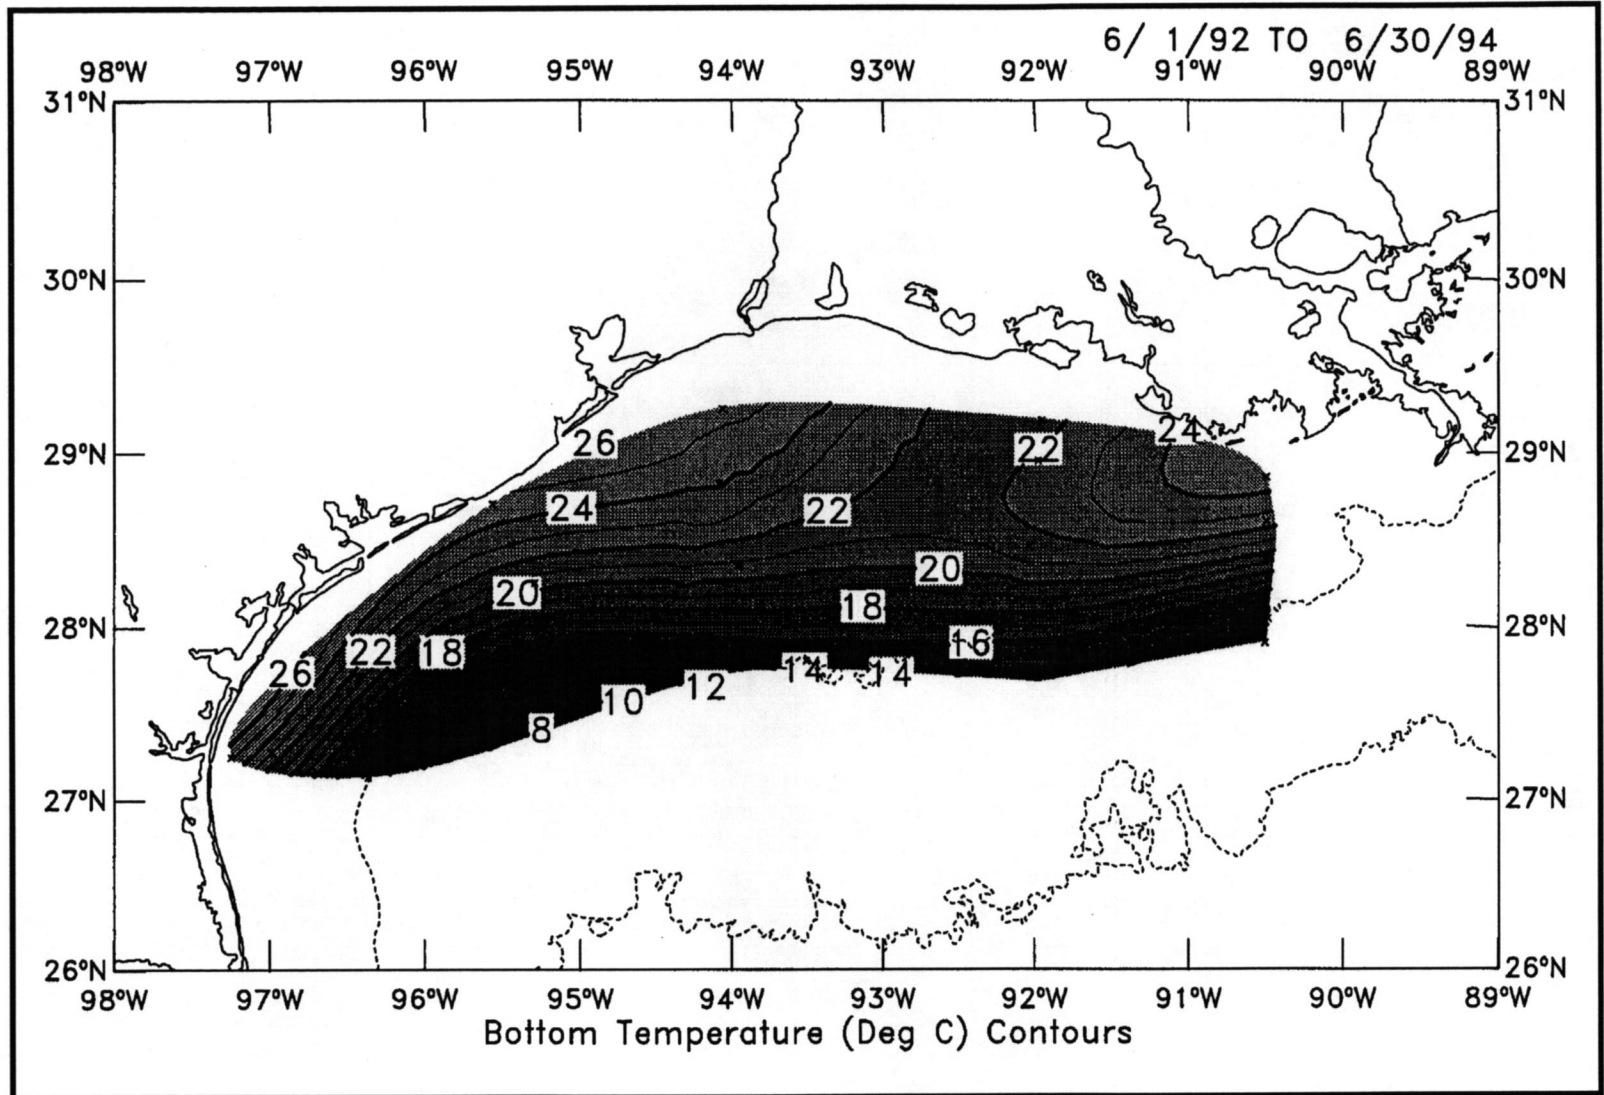 6/ 1/92 TO 6/30/94
98°W 97°W 96°W 95°W 94°W 93°W 92°W 91°W 90°W 89°W
31°N 31°N
30°N 30°N
26 22 24
29°N 29°N
24 22
20 20
18
28°N 28°N
26 22 18 16
14 14
12
10
8
27°N 27°N
26°N 26°N
98°W 97°W 96°W 95°W 94°W 93°W 92°W 91°W 90°W 89°W
Bottom Temperature (Deg C) Contours